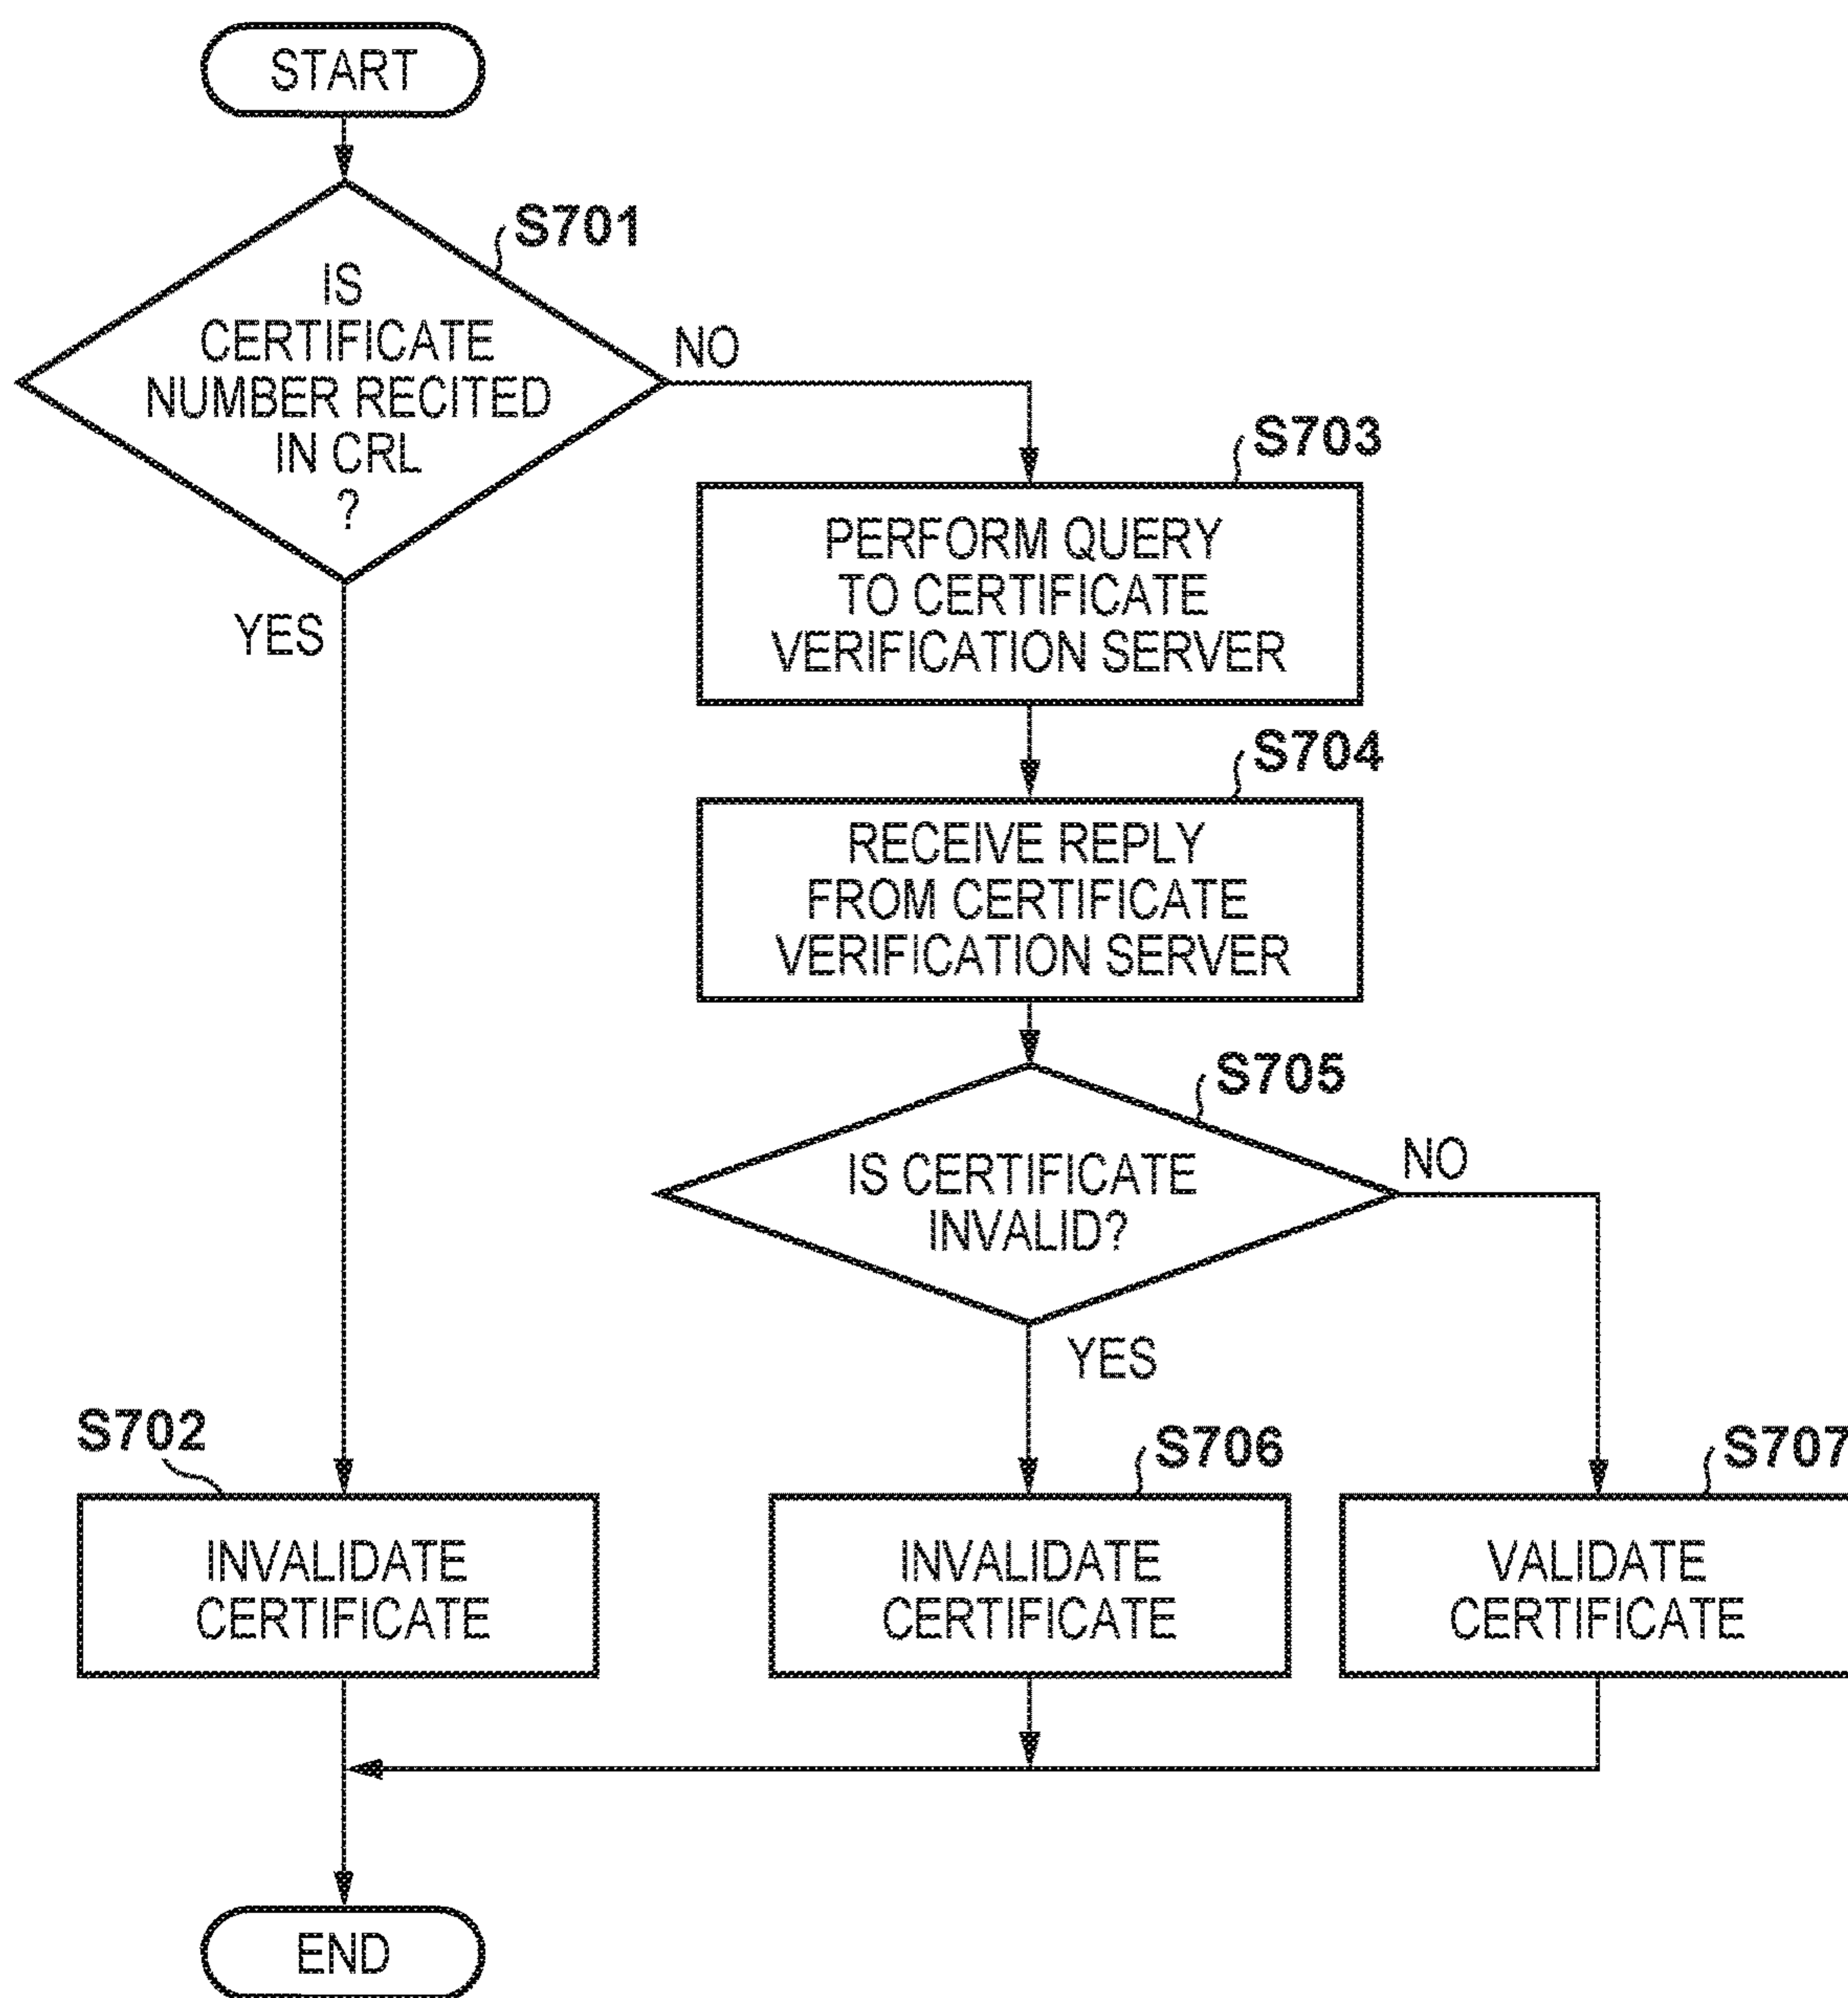 START
S701
IS
CERTIFICATE
NUMBER RECITED
IN CRL
?
NO
YES
S703
PERFORM QUERY
TO CERTIFICATE
VERIFICATION SERVER
S704
RECEIVE REPLY
FROM CERTIFICATE
VERIFICATION SERVER
S705
IS CERTIFICATE
INVALID?
NO
YES
S702
INVALIDATE
CERTIFICATE
S706
INVALIDATE
CERTIFICATE
S707
VALIDATE
CERTIFICATE
END